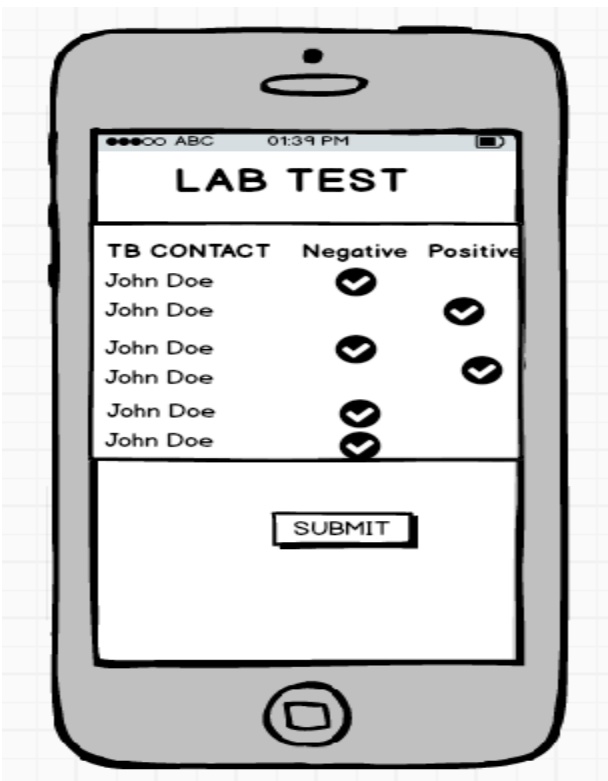 ABC 01:39 PM
LAB TEST
TB CONTACT Negative Positive
John Doe
John Doe
John Doe
John Doe
John Doe
John Doe
SUBMIT